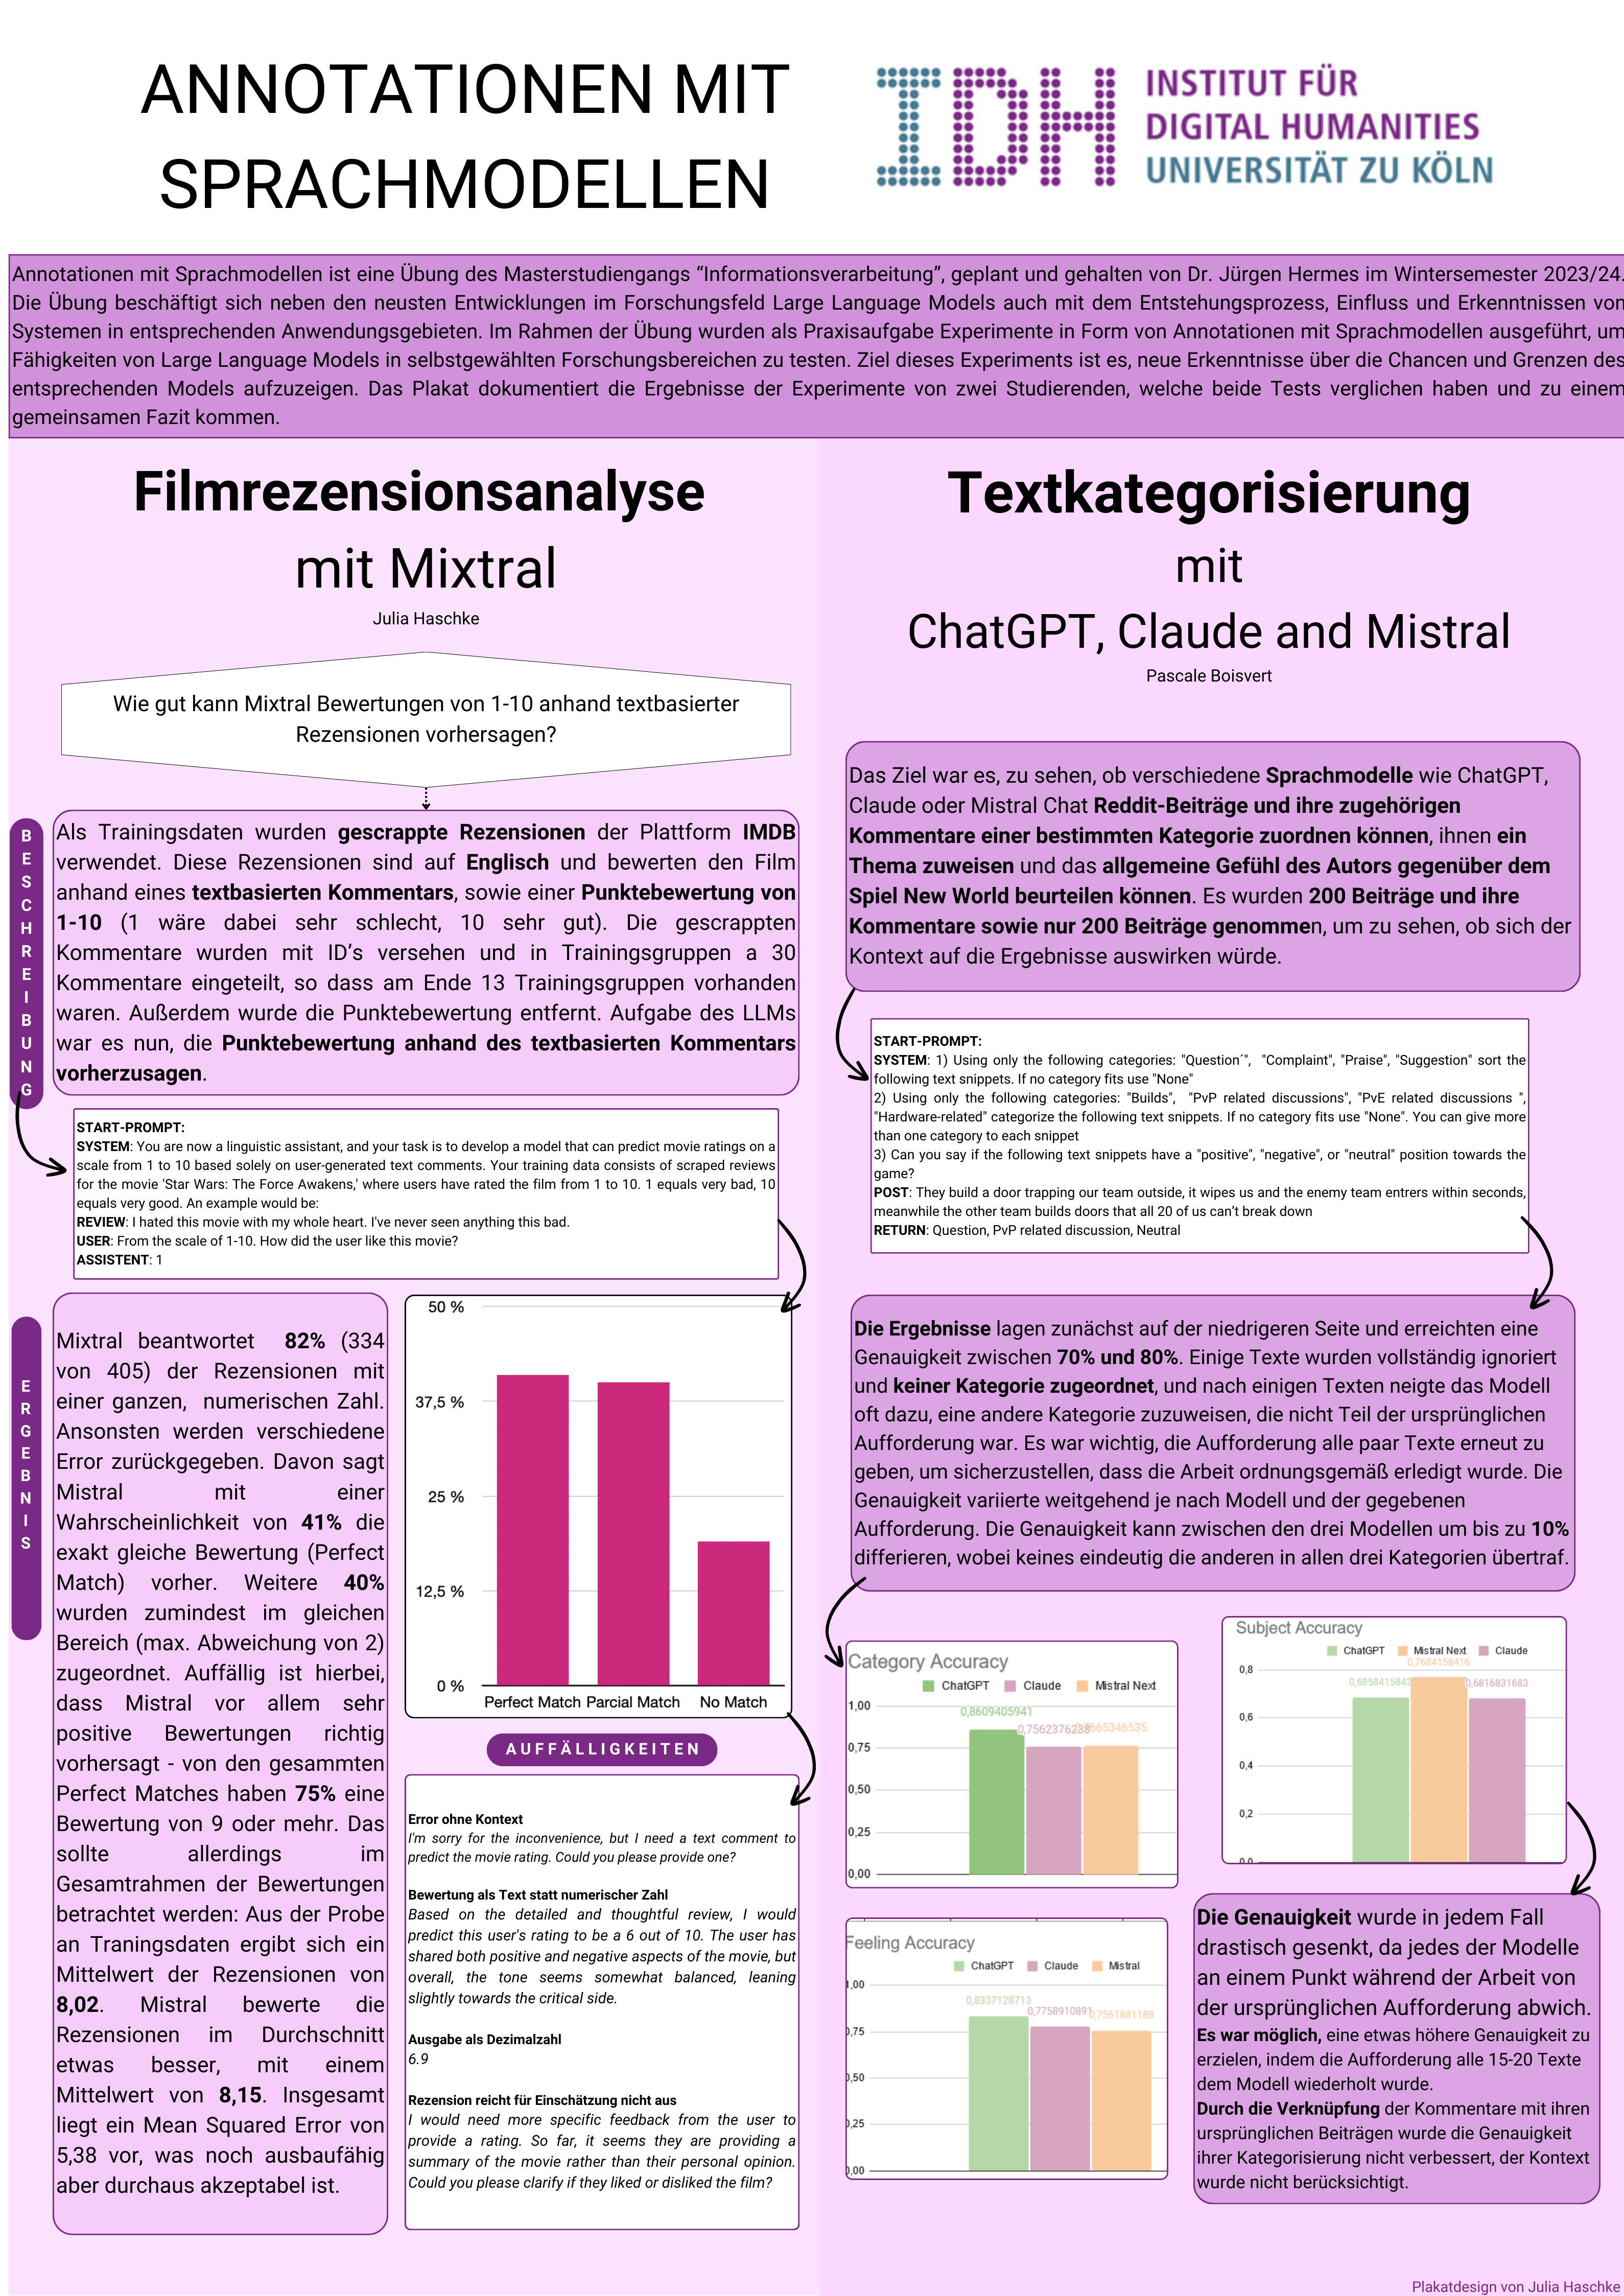 ANNOTATIONEN MIT
SPRACHMODELLEN
IDH
INSTITUT FÜR
DIGITAL HUMANITIES
UNIVERSITÄT ZU KÖLN
Annotationen mit Sprachmodellen ist eine Übung des Masterstudiengangs “Informationsverarbeitung”, geplant und gehalten von Dr. Jürgen Hermes im Wintersemester 2023/24.
Die Übung beschäftigt sich neben den neusten Entwicklungen im Forschungsfeld Large Language Models auch mit dem Entstehungsprozess, Einfluss und Erkenntnissen von
Systemen in entsprechenden Anwendungsgebieten. Im Rahmen der Übung wurden als Praxisaufgabe Experimente in Form von Annotationen mit Sprachmodellen ausgeführt, um
Fähigkeiten von Large Language Models in selbstgewählten Forschungsbereichen zu testen. Ziel dieses Experiments ist es, neue Erkenntnisse über die Chancen und Grenzen des
entsprechenden Models aufzuzeigen. Das Plakat dokumentiert die Ergebnisse der Experimente von zwei Studierenden, welche beide Tests verglichen haben und zu einem
gemeinsamen Fazit kommen.
Filmrezensionsanalyse
mit Mixtral
Julia Haschke
Wie gut kann Mixtral Bewertungen von 1-10 anhand textbasierter
Rezensionen vorhersagen?
BESCHREIBUNG
Als Trainingsdaten wurden gescrappte Rezensionen der Plattform IMDB
verwendet. Diese Rezensionen sind auf Englisch und bewerten den Film
anhand eines textbasierten Kommentars, sowie einer Punktebewertung von
1-10 (1 wäre dabei sehr schlecht, 10 sehr gut). Die gescrappten
Kommentare wurden mit ID’s versehen und in Trainingsgruppen a 30
Kommentare eingeteilt, so dass am Ende 13 Trainingsgruppen vorhanden
waren. Außerdem wurde die Punktebewertung entfernt. Aufgabe des LLMs
war es nun, die Punktebewertung anhand des textbasierten Kommentars
vorherzusagen.
START-PROMPT:
SYSTEM: You are now a linguistic assistant, and your task is to develop a model that can predict movie ratings on a
scale from 1 to 10 based solely on user-generated text comments. Your training data consists of scraped reviews
for the movie 'Star Wars: The Force Awakens,' where users have rated the film from 1 to 10. 1 equals very bad, 10
equals very good. An example would be:
REVIEW: I hated this movie with my whole heart. I've never seen anything this bad.
USER: From the scale of 1-10. How did the user like this movie?
ASSISTENT: 1
ERGEBNIS
Mixtral beantwortet 82% (334
von 405) der Rezensionen mit
einer ganzen, numerischen Zahl.
Ansonsten werden verschiedene
Error zurückgegeben. Davon sagt
Mistral mit einer
Wahrscheinlichkeit von 41% die
exakt gleiche Bewertung (Perfect
Match) vorher. Weitere 40%
wurden zumindest im gleichen
Bereich (max. Abweichung von 2)
zugeordnet. Auffällig ist hierbei,
dass Mistral vor allem sehr
positive Bewertungen richtig
vorhersagt - von den gesammten
Perfect Matches haben 75% eine
Bewertung von 9 oder mehr. Das
sollte allerdings im
Gesamtrahmen der Bewertungen
betrachtet werden: Aus der Probe
an Traningsdaten ergibt sich ein
Mittelwert der Rezensionen von
8,02. Mistral bewerte die
Rezensionen im Durchschnitt
etwas besser, mit einem
Mittelwert von 8,15. Insgesamt
liegt ein Mean Squared Error von
5,38 vor, was noch ausbaufähig
aber durchaus akzeptabel ist.
50 %
37,5 %
25 %
12,5 %
0 %
Perfect Match Parcial Match No Match
AUFFÄLLIGKEITEN
Error ohne Kontext
I'm sorry for the inconvenience, but I need a text comment to
predict the movie rating. Could you please provide one?
Bewertung als Text statt numerischer Zahl
Based on the detailed and thoughtful review, I would
predict this user's rating to be a 6 out of 10. The user has
shared both positive and negative aspects of the movie, but
overall, the tone seems somewhat balanced, leaning
slightly towards the critical side.
Ausgabe als Dezimalzahl
6.9
Rezension reicht für Einschätzung nicht aus
I would need more specific feedback from the user to
provide a rating. So far, it seems they are providing a
summary of the movie rather than their personal opinion.
Could you please clarify if they liked or disliked the film?
Textkategorisierung
mit
ChatGPT, Claude and Mistral
Pascale Boisvert
Das Ziel war es, zu sehen, ob verschiedene Sprachmodelle wie ChatGPT,
Claude oder Mistral Chat Reddit-Beiträge und ihre zugehörigen
Kommentare einer bestimmten Kategorie zuordnen können, ihnen ein
Thema zuweisen und das allgemeine Gefühl des Autors gegenüber dem
Spiel New World beurteilen können. Es wurden 200 Beiträge und ihre
Kommentare sowie nur 200 Beiträge genommen, um zu sehen, ob sich der
Kontext auf die Ergebnisse auswirken würde.
START-PROMPT:
SYSTEM: 1) Using only the following categories: "Question´", "Complaint", "Praise", "Suggestion" sort the
following text snippets. If no category fits use "None"
2) Using only the following categories: "Builds", "PvP related discussions", "PvE related discussions ",
"Hardware-related" categorize the following text snippets. If no category fits use "None". You can give more
than one category to each snippet
3) Can you say if the following text snippets have a "positive", "negative", or "neutral" position towards the
game?
POST: They build a door trapping our team outside, it wipes us and the enemy team entrers within seconds,
meanwhile the other team builds doors that all 20 of us can’t break down
RETURN: Question, PvP related discussion, Neutral
Die Ergebnisse lagen zunächst auf der niedrigeren Seite und erreichten eine
Genauigkeit zwischen 70% und 80%. Einige Texte wurden vollständig ignoriert
und keiner Kategorie zugeordnet, und nach einigen Texten neigte das Modell
oft dazu, eine andere Kategorie zuzuweisen, die nicht Teil der ursprünglichen
Aufforderung war. Es war wichtig, die Aufforderung alle paar Texte erneut zu
geben, um sicherzustellen, dass die Arbeit ordnungsgemäß erledigt wurde. Die
Genauigkeit variierte weitgehend je nach Modell und der gegebenen
Aufforderung. Die Genauigkeit kann zwischen den drei Modellen um bis zu 10%
differieren, wobei keines eindeutig die anderen in allen drei Kategorien übertraf.
Category Accuracy
ChatGPT Claude Mistral Next
0,8609405941
0,7562376238
1,00
0,75
0,50
0,25
0,00
Subject Accuracy
ChatGPT Mistral Next Claude
0,7684158416
0,6858415842
0,6816831683
0,8
0,6
0,4
0,2
0,0
Feeling Accuracy
ChatGPT Claude Mistral
0,8337128713
0,7758910891
0,7561881188
1,00
0,75
0,50
0,25
0,00
Die Genauigkeit wurde in jedem Fall
drastisch gesenkt, da jedes der Modelle
an einem Punkt während der Arbeit von
der ursprünglichen Aufforderung abwich.
Es war möglich, eine etwas höhere Genauigkeit zu
erzielen, indem die Aufforderung alle 15-20 Texte
dem Modell wiederholt wurde.
Durch die Verknüpfung der Kommentare mit ihren
ursprünglichen Beiträgen wurde die Genauigkeit
ihrer Kategorisierung nicht verbessert, der Kontext
wurde nicht berücksichtigt.
Plakatdesign von Julia Haschke